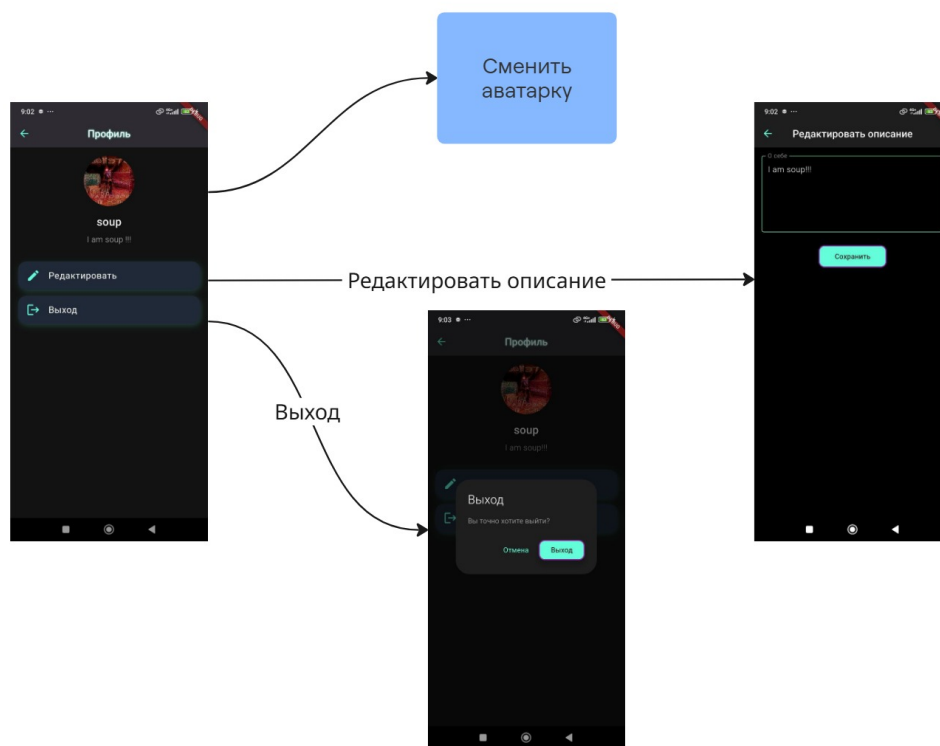 Сменить
аватарку
9:02
Профиль
soup
I am soup !!!
Редактировать
Выход
Редактировать описание
Выход
9:02
Редактировать описание
О себе
I am soup!!!
Сохранить
9:03
Профиль
soup
I am soup!!!
Выход
Вы точно хотите выйти?
Отмена
Выход